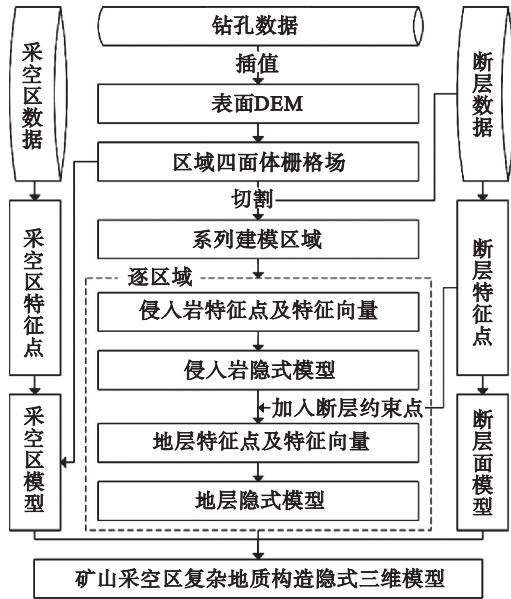 钻孔数据
采空区数据
断层数据
插值
表面DEM
区域四面体栅格场
切割
系列建模区域
采空区特征点
断层特征点
逐区域
侵入岩特征点及特征向量
侵入岩隐式模型
加入断层约束点
地层特征点及特征向量
地层隐式模型
采空区模型
断层面模型
矿山采空区复杂地质构造隐式三维模型